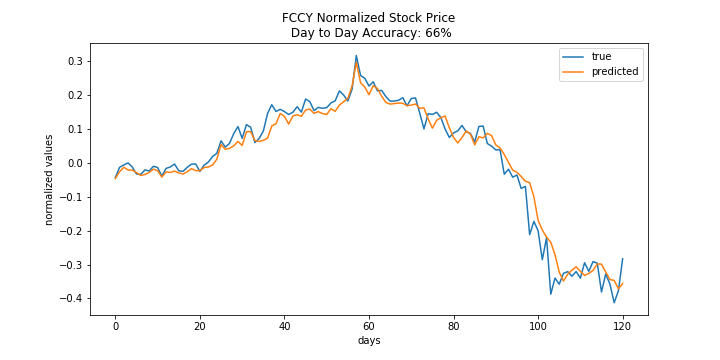 FCCY Normalized Stock Price
Day to Day Accuracy: 66%
true
predicted
normalized values
0.3
0.2
0.1
0.0
−0.1
−0.2
−0.3
−0.4
0 20 40 60 80 100 120
days